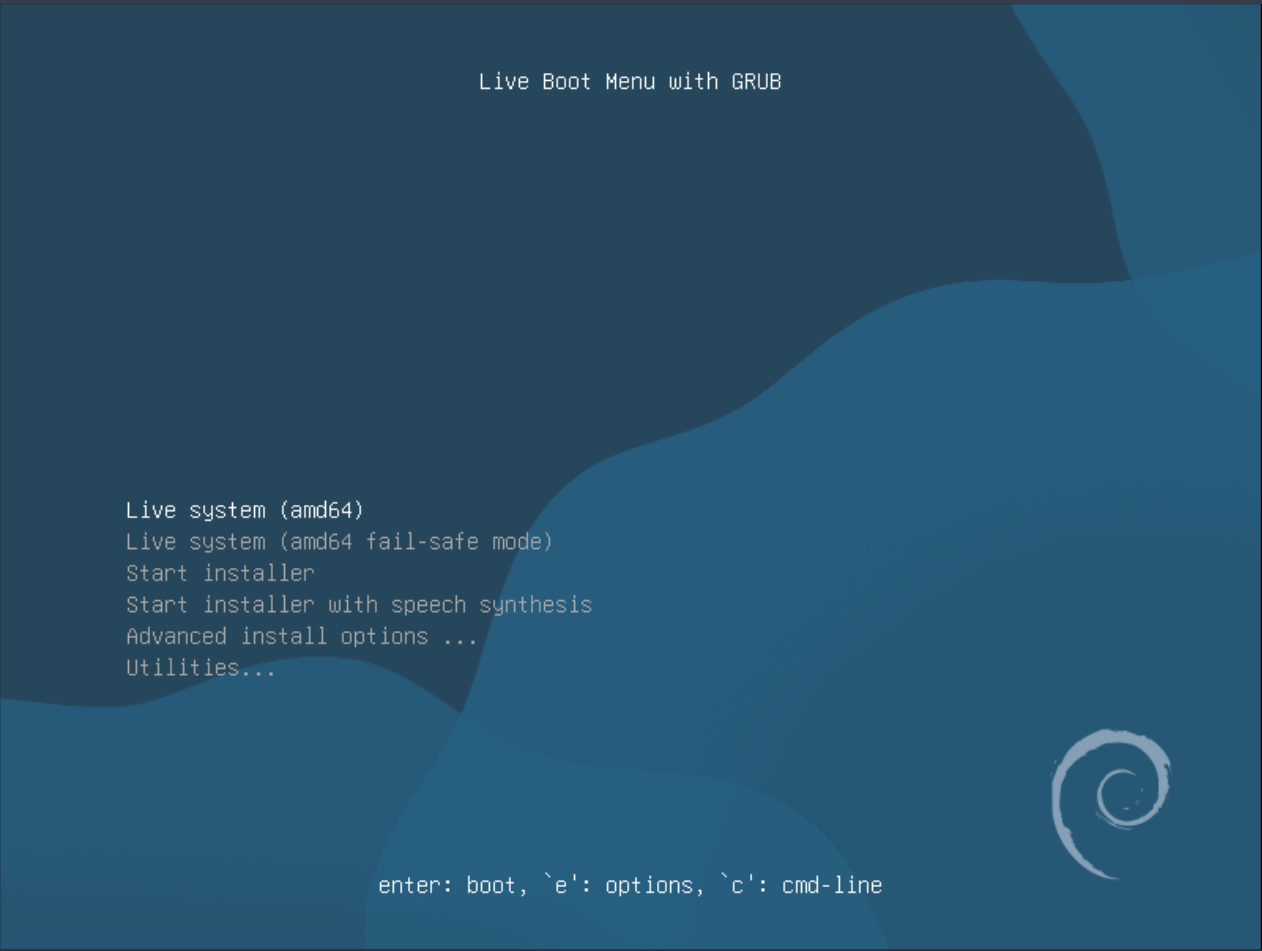 Live Boot Menu with GRUB
Live system (amd64)
Live system (amd64 fail-safe mode)
Start installer
Start installer with speech synthesis
Advanced install options ...
Utilities...
enter: boot, `e': options, `c': cmd-line